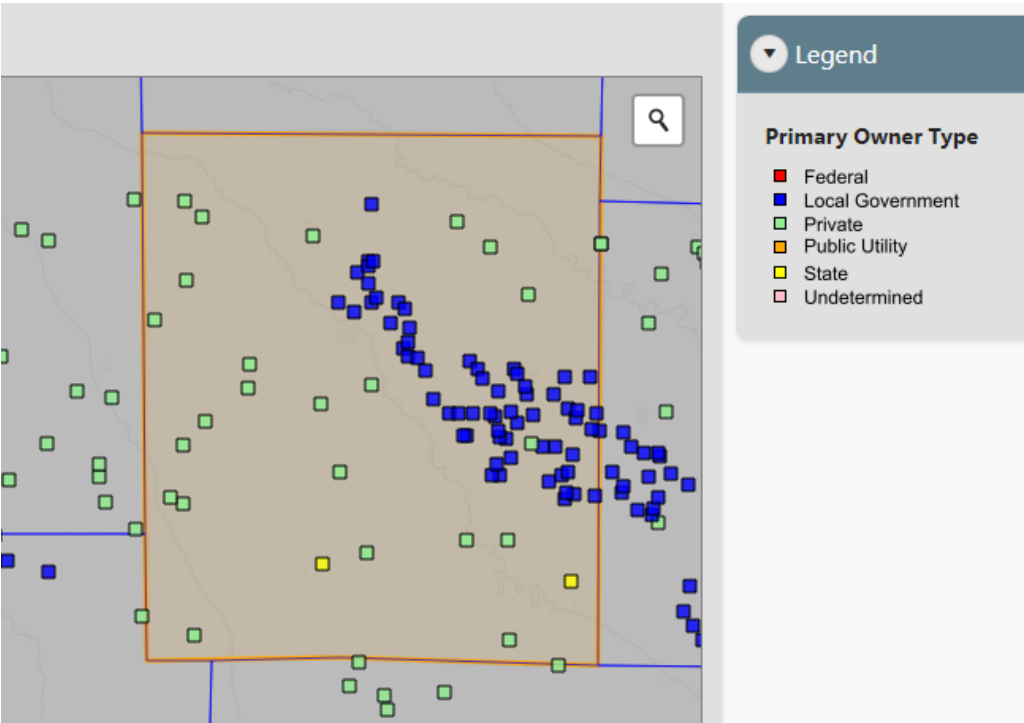 Legend
Primary Owner Type
Federal
Local Government
Private
Public Utility
State
Undetermined